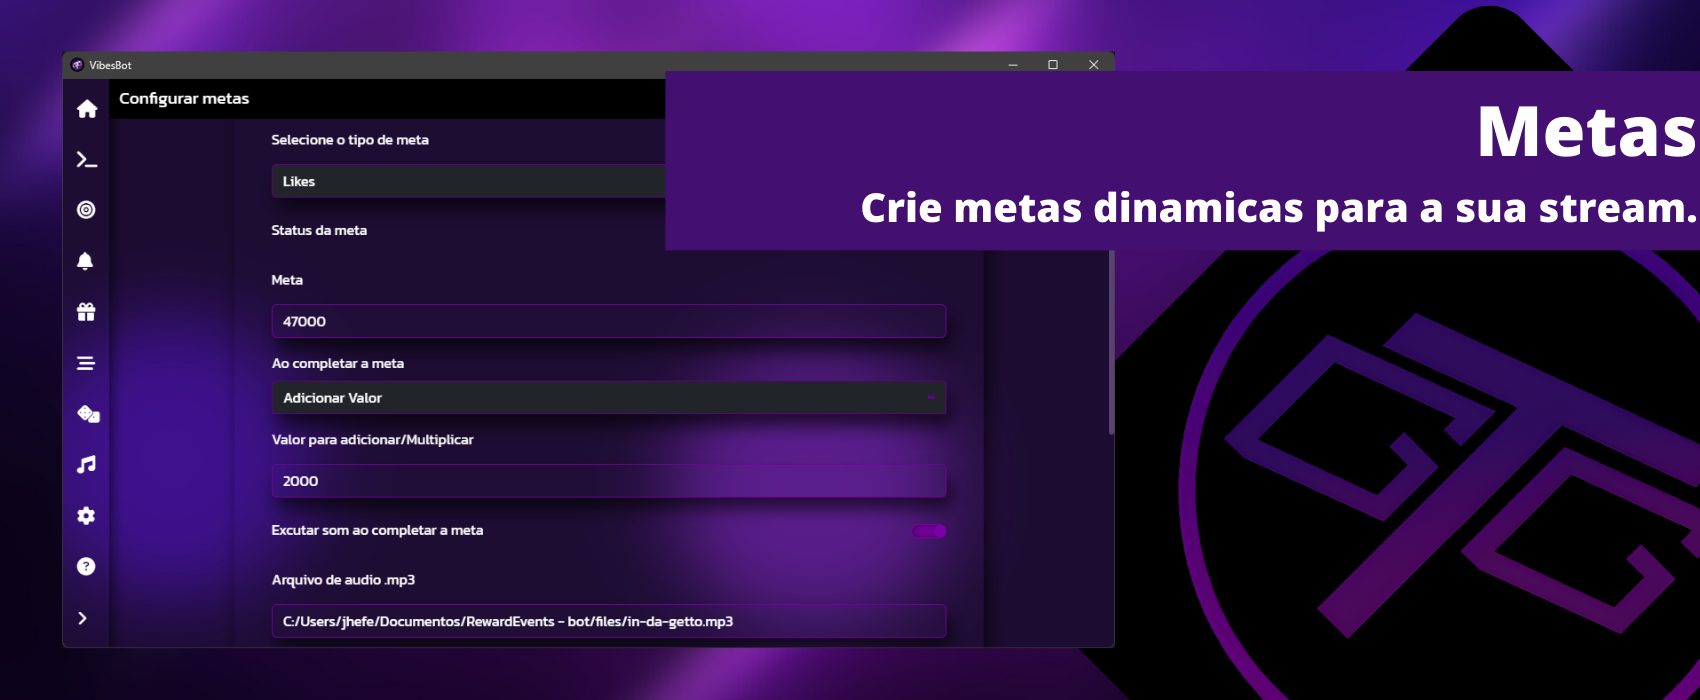 VibesBot
Configurar metas
Metas
Crie metas dinamicas para a sua stream.
Selecione o tipo de meta
Likes
Status da meta
Meta
47000
Ao completar a meta
Adicionar Valor
Valor para adicionar/Multiplicar
2000
Excutar som ao completar a meta
Arquivo de audio .mp3
C:/Users/jhefe/Documentos/RewardEvents - bot/files/in-da-getto.mp3